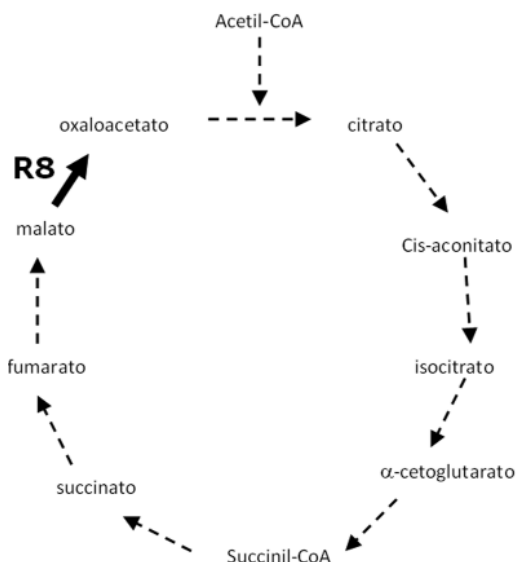 Acetil-CoA
oxaloacetato
citrato
R8
malato
Cis-aconitato
fumarato
isocitrato
α-cetoglutarato
succinato
Succinil-CoA